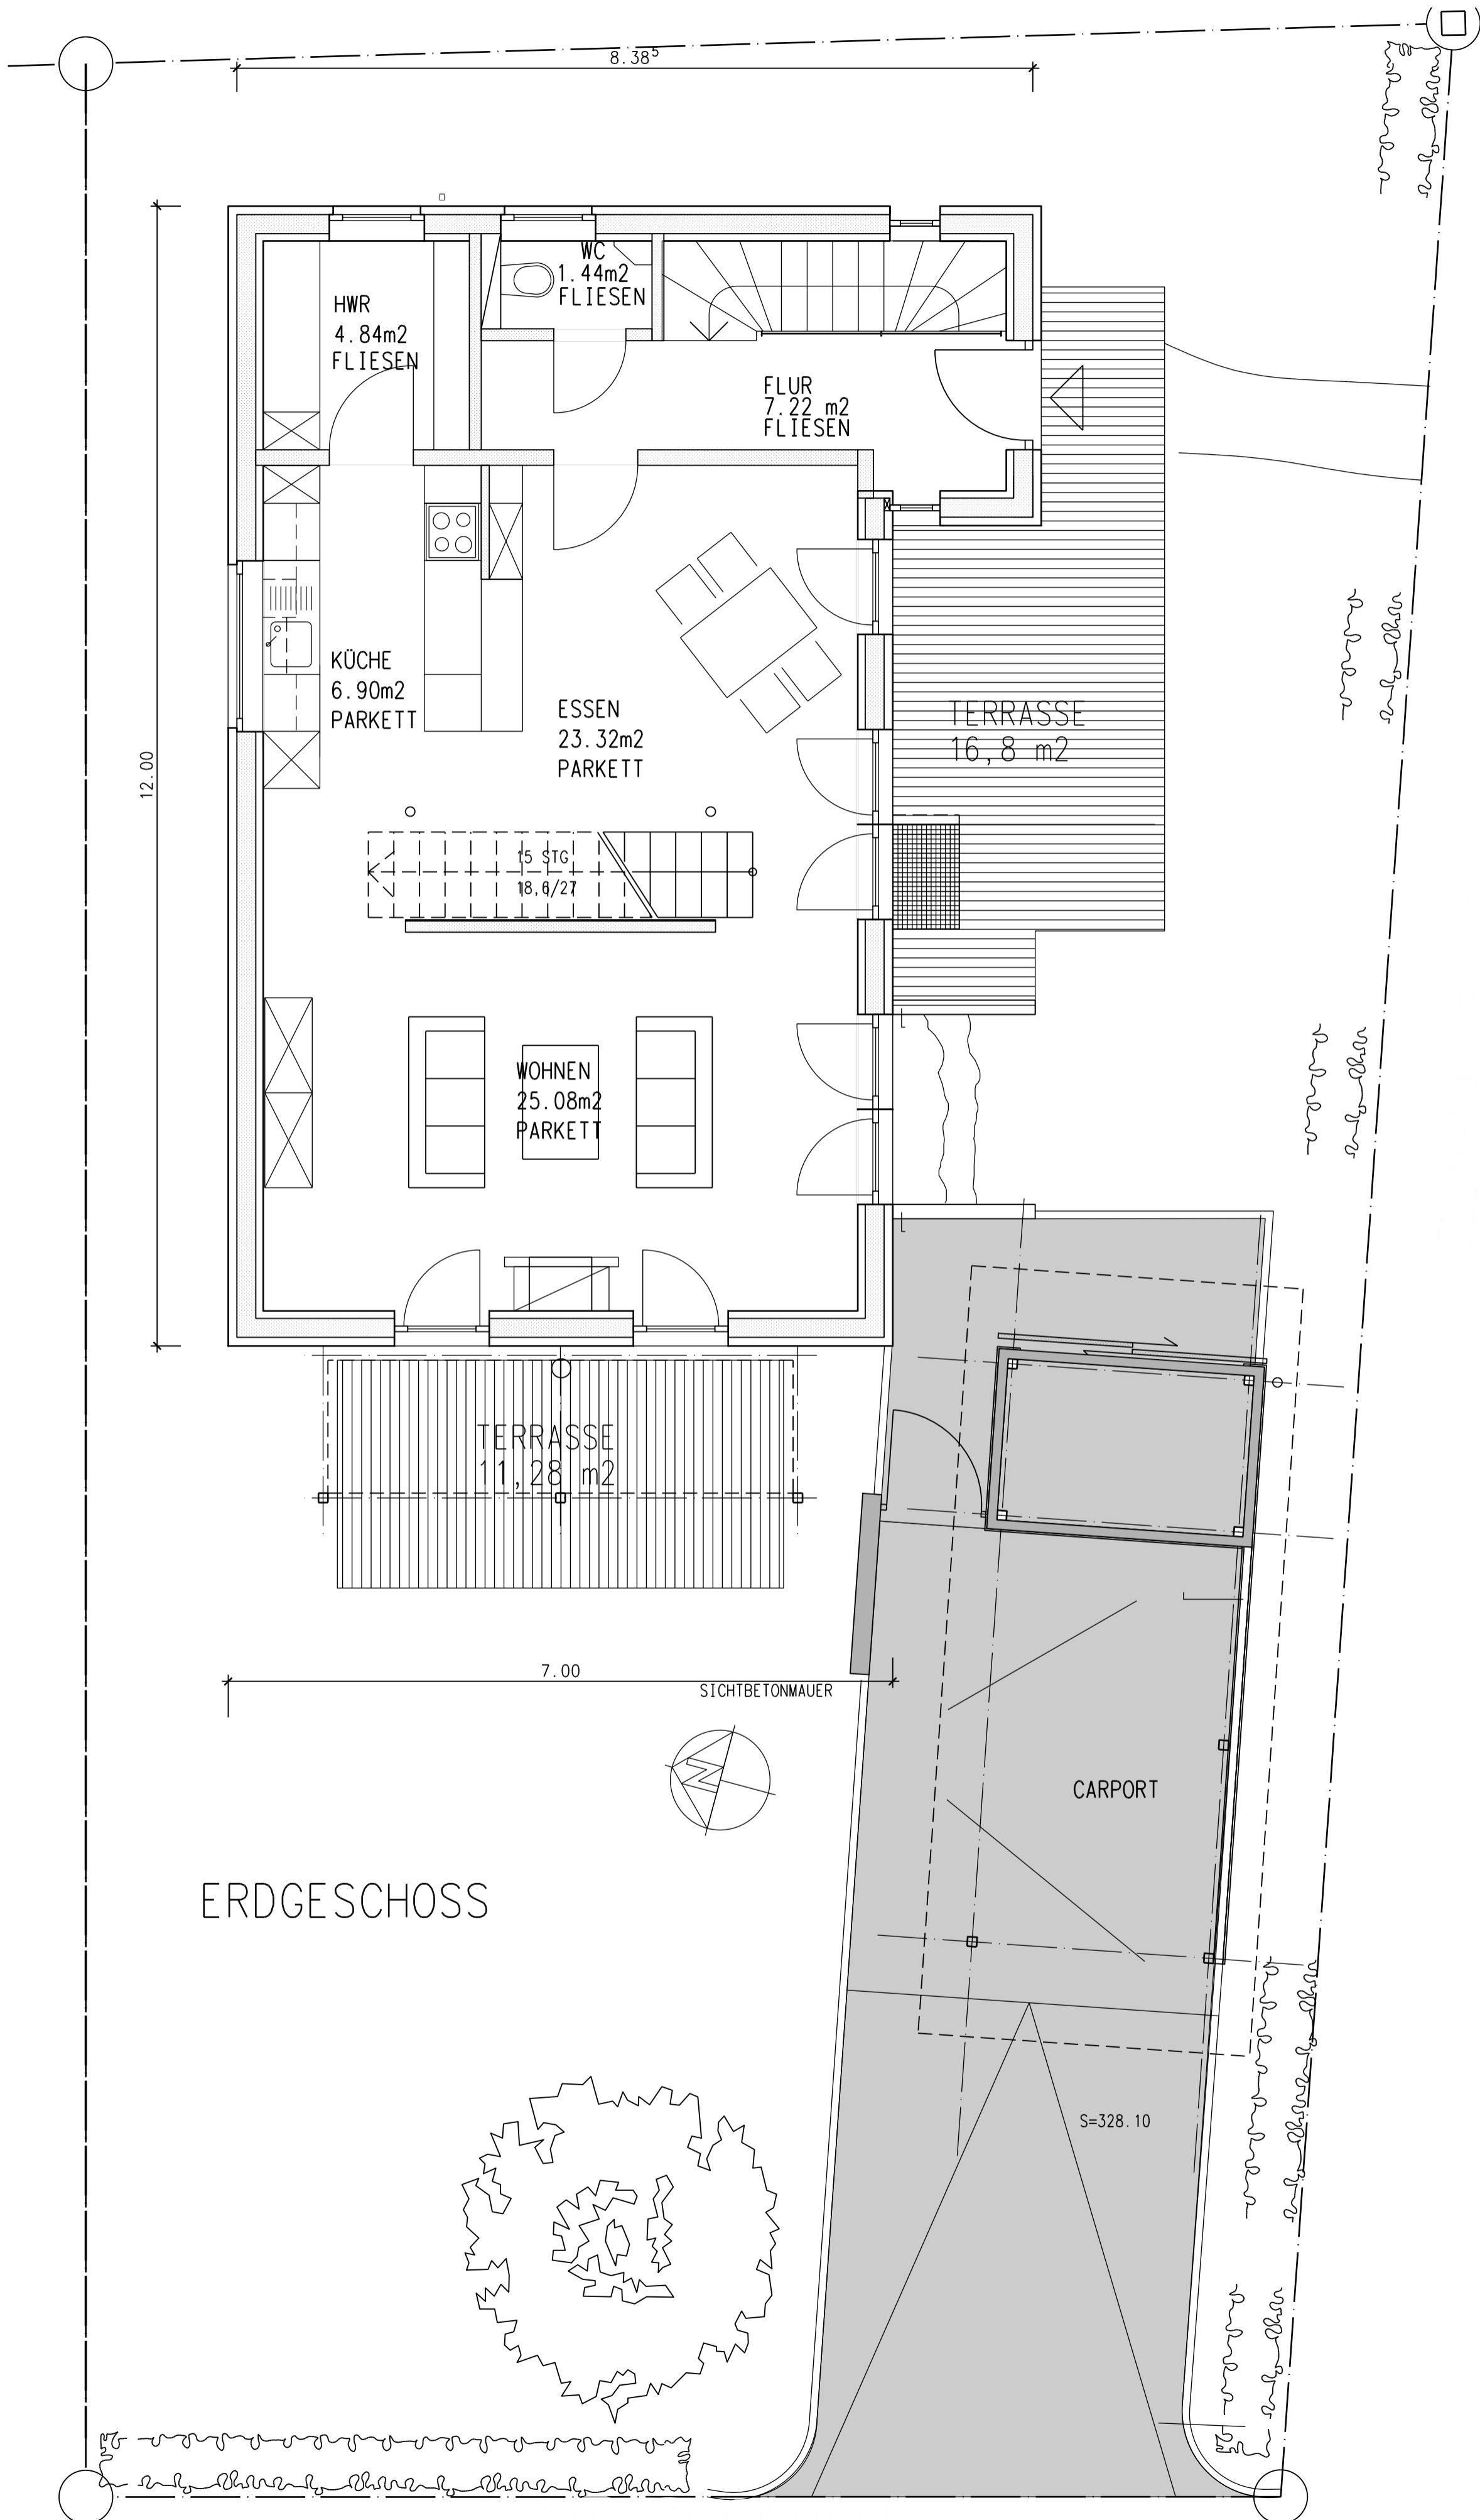 8.38⁵
WC
1.44m2
FLIESEN
HWR
4.84m2
FLIESEN
FLUR
7.22 m2
FLIESEN
KÜCHE
6.90m2
PARKETT
ESSEN
23.32m2
PARKETT
TERRASSE
16,8 m2
12.00
15 STG
18,6/27
WOHNEN
25.08m2
PARKETT
TERRASSE
11,28 m2
7.00
SICHTBETONMAUER
N
CARPORT
ERDGESCHOSS
S=328.10